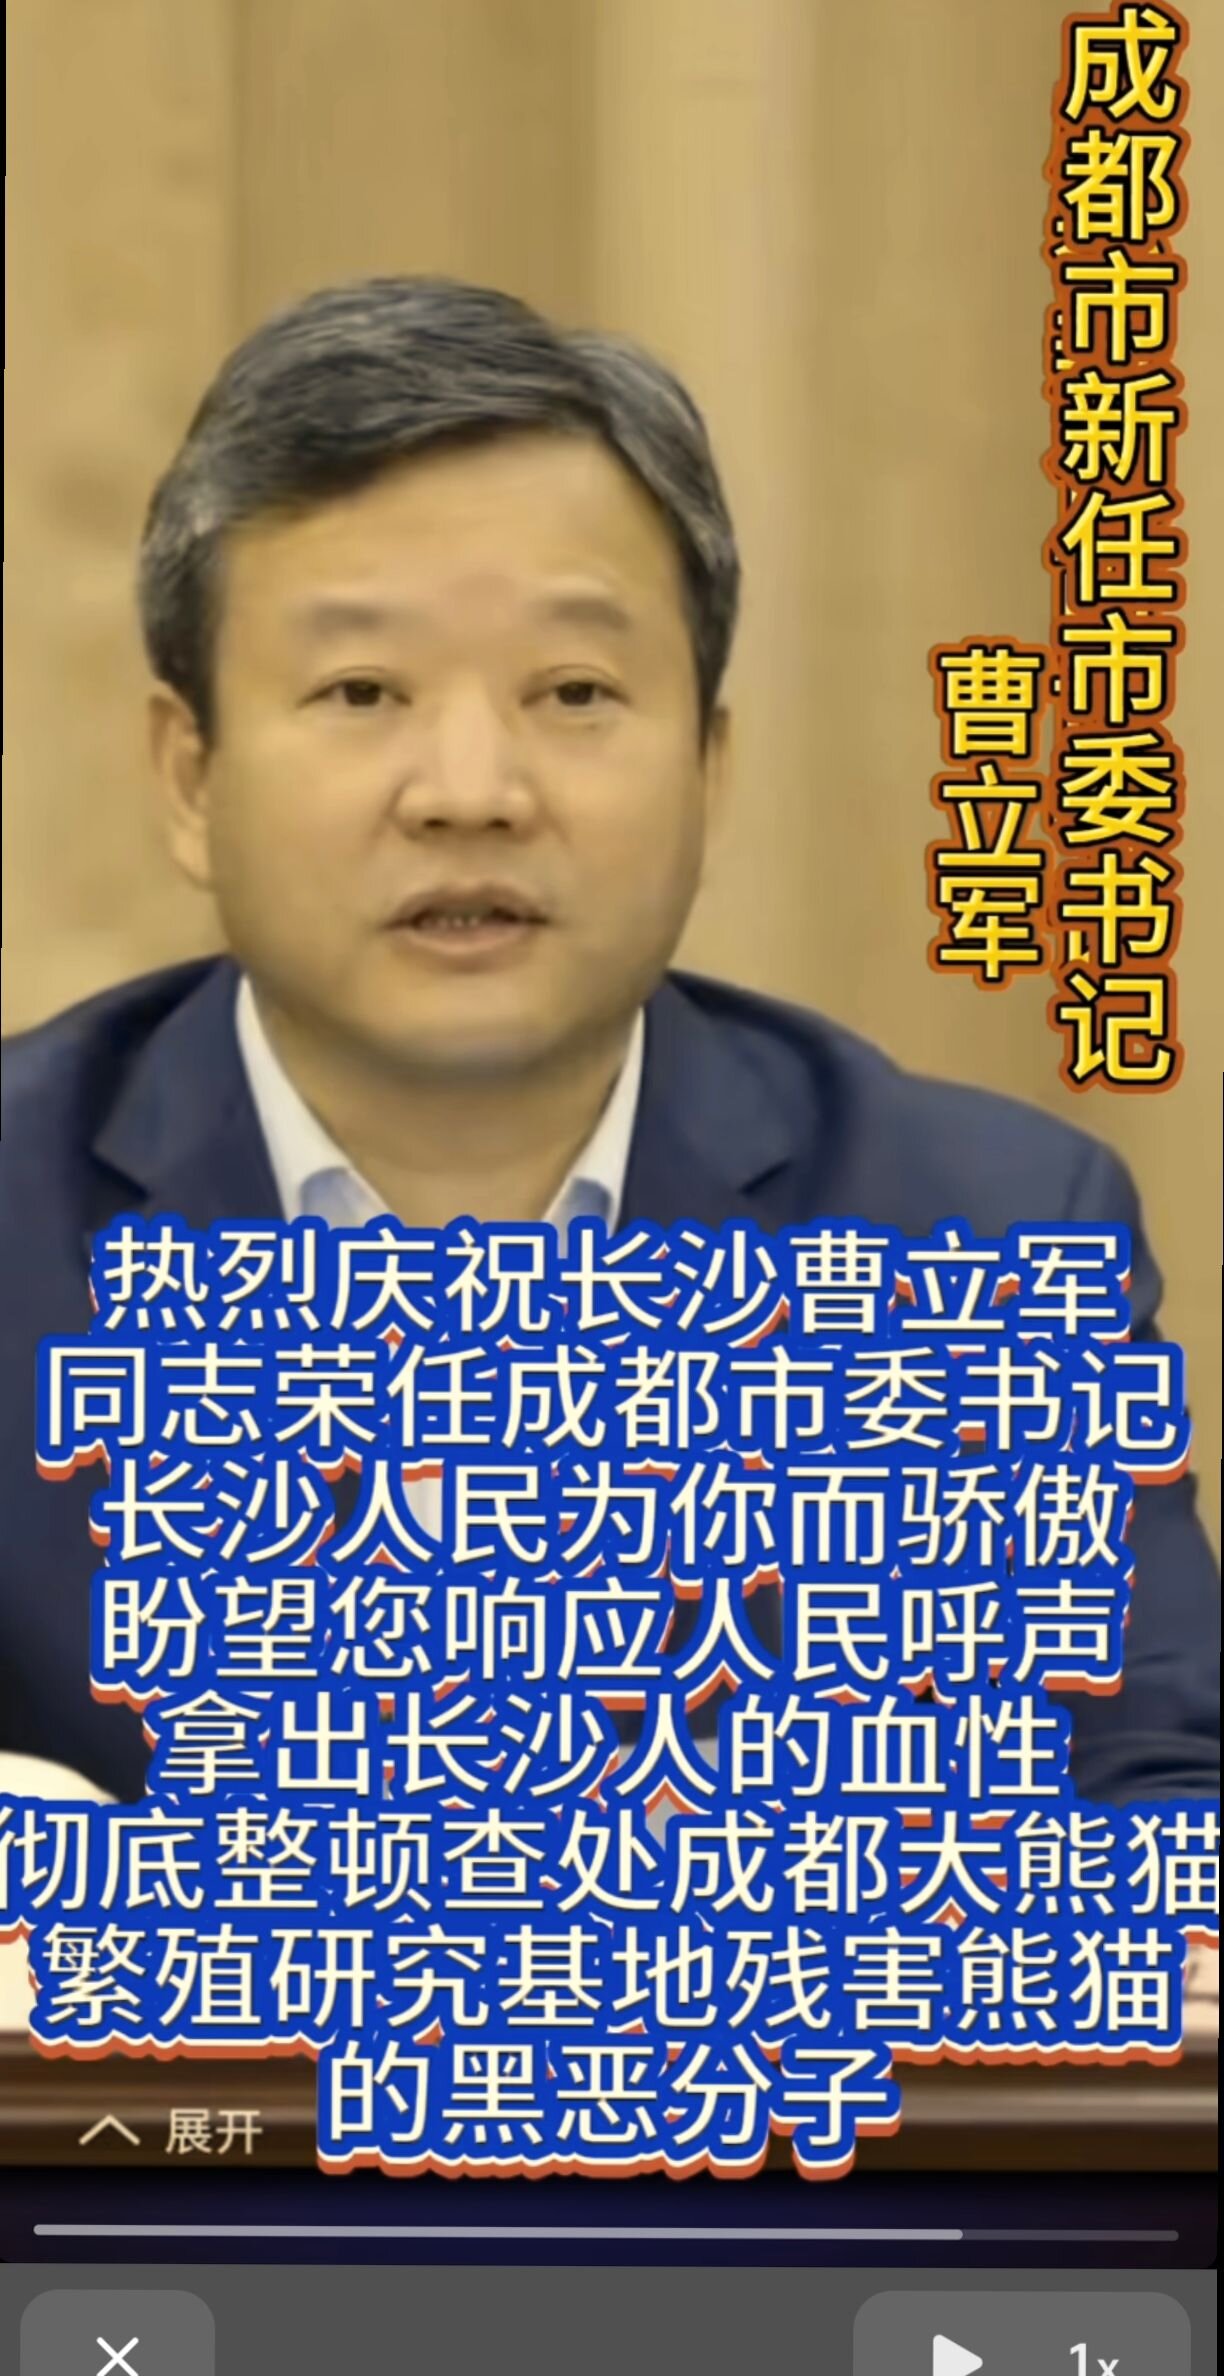 成都市新任市委书记
曹立军
热烈庆祝长沙曹立军
同志荣任成都市委书记
长沙人民为你而骄傲
盼望您响应人民呼声
拿出长沙人的血性
彻底整顿查处成都大熊猫
繁殖研究基地残害熊猫
的黑恶分子
展开
1x